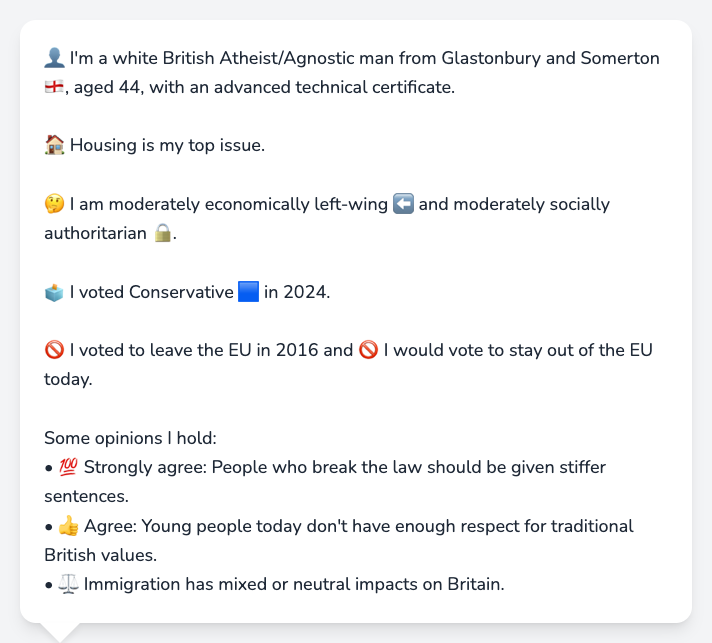 👤 I'm a white British Atheist/Agnostic man from Glastonbury and Somerton
🏴󠁧󠁢󠁥󠁮󠁧󠁿, aged 44, with an advanced technical certificate.
🏠 Housing is my top issue.
🤔 I am moderately economically left-wing ⬅️ and moderately socially
authoritarian 🔒.
🗳️ I voted Conservative 🟦 in 2024.
🚫 I voted to leave the EU in 2016 and 🚫 I would vote to stay out of the EU
today.
Some opinions I hold:
• 💯 Strongly agree: People who break the law should be given stiffer
sentences.
• 👍 Agree: Young people today don't have enough respect for traditional
British values.
• ⚖️ Immigration has mixed or neutral impacts on Britain.